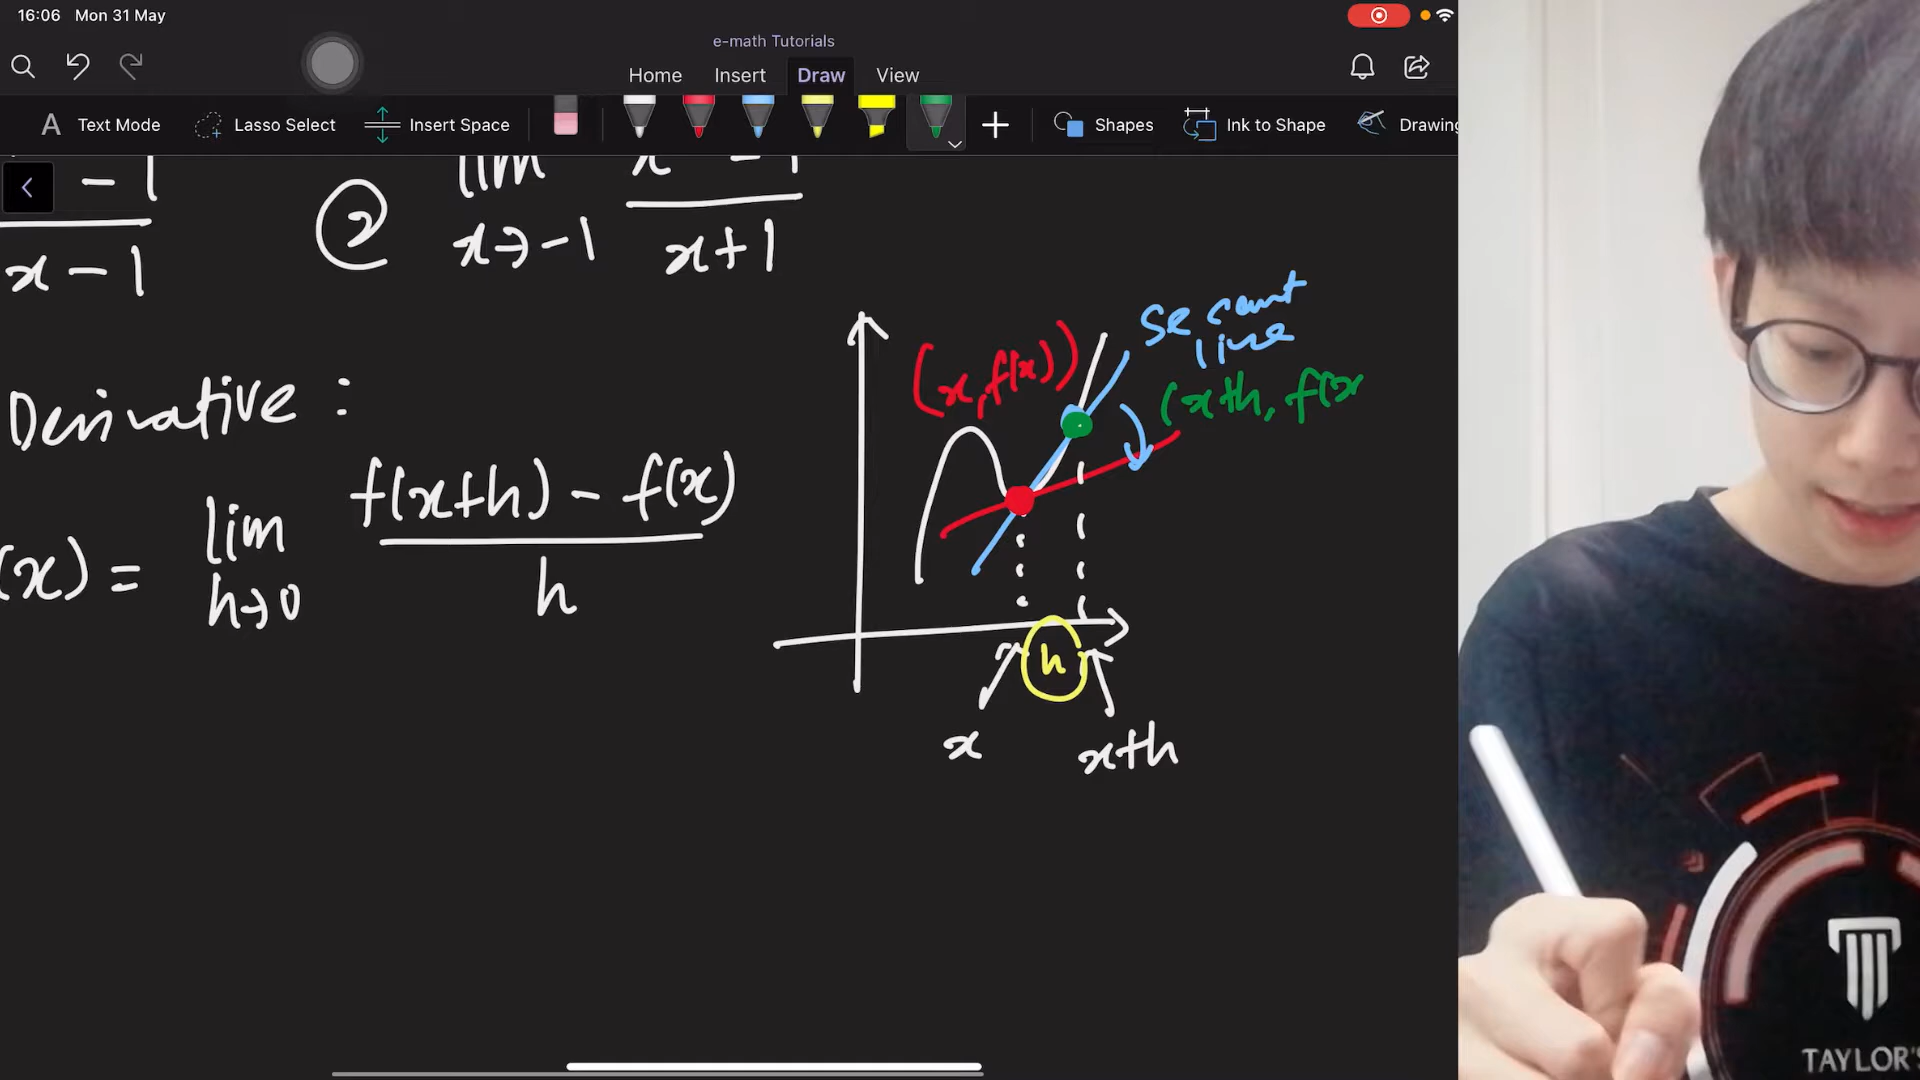 16:06 Mon 31 May
e-math Tutorials
Home Insert Draw View
A Text Mode Lasso Select Insert Space Shapes Ink to Shape Drawing
- 1
x - 1
② lim x - 1
x→-1 x+1
Derivative:
(x) = lim f(x+h) - f(x)
h→0 h
(x, f(x))
secant
line
(x+h, f(x
h
x
x+h
TAYLOR'S